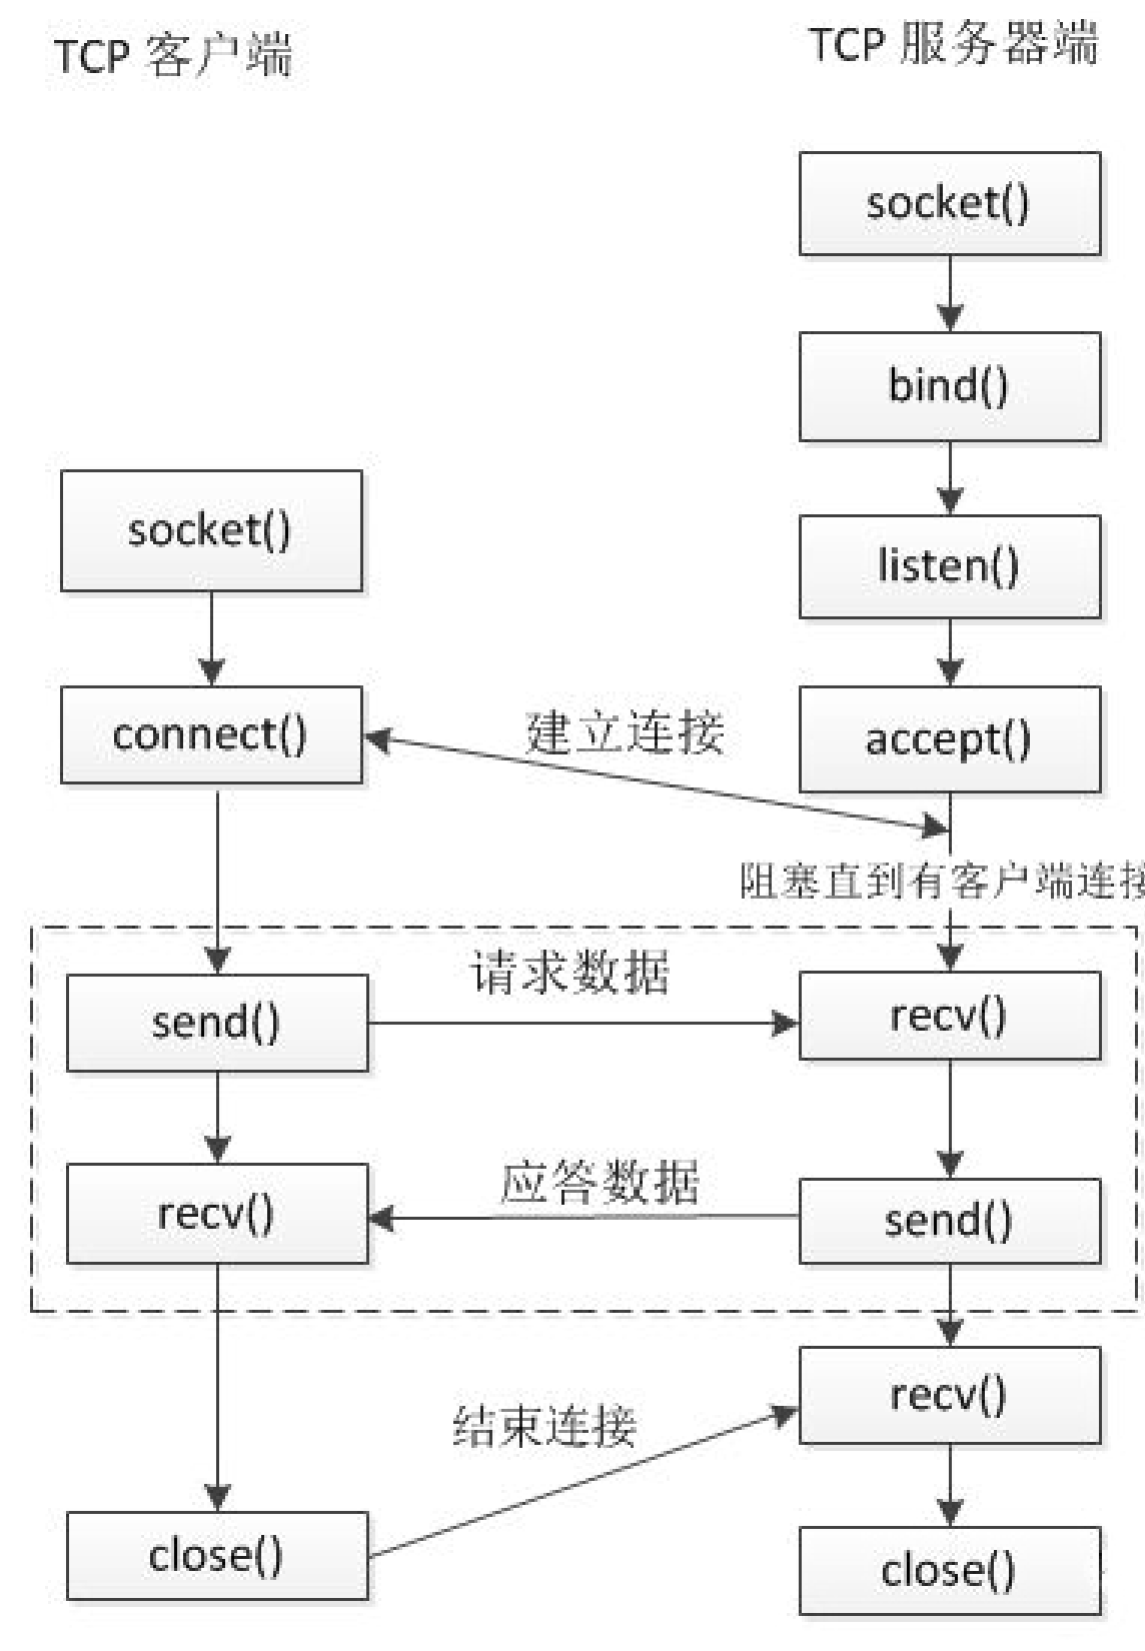 TCP 客户端
TCP 服务器端
socket()
bind()
listen()
socket()
connect()
建立连接
accept()
阻塞直到有客户端连接
send()
请求数据
recv()
recv()
应答数据
send()
recv()
结束连接
close()
close()